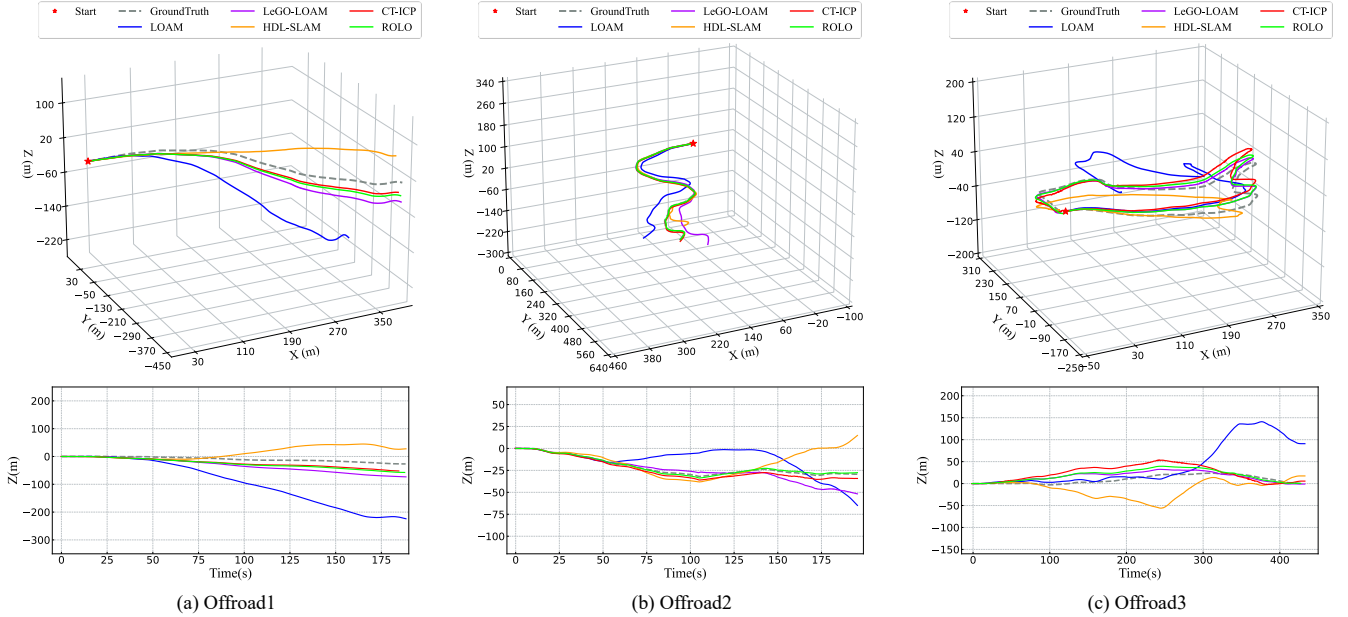 Start
GroundTruth
LOAM
LeGO-LOAM
HDL-SLAM
CT-ICP
ROLO
100
20
−60
−140
−220
Z (m)
30
−50
−130
−210
−290
−370
−450
Y (m)
30
110
190
270
350
X (m)
200
100
0
−100
−200
−300
Z(m)
0
25
50
75
100
125
150
175
Time(s)
(a) Offroad1
Start
GroundTruth
LOAM
LeGO-LOAM
HDL-SLAM
CT-ICP
ROLO
340
260
180
100
20
−60
−140
−220
−300
Z (m)
0
80
160
240
320
400
480
560
640
Y (m)
460
380
300
220
140
60
−20
−100
X (m)
50
25
0
−25
−50
−75
−100
Z(m)
0
25
50
75
100
125
150
175
Time(s)
(b) Offroad2
Start
GroundTruth
LOAM
LeGO-LOAM
HDL-SLAM
CT-ICP
ROLO
200
120
40
−40
−120
−200
Z (m)
310
230
150
70
−10
−90
−170
−250
Y (m)
−50
30
110
190
270
350
X (m)
200
150
100
50
0
−50
−100
−150
Z(m)
0
100
200
300
400
Time(s)
(c) Offroad3